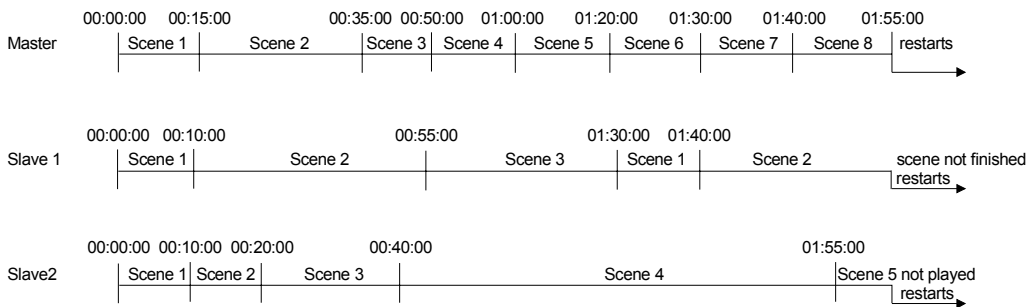 00:00:00 00:15:00 00:35:00 00:50:00 01:00:00 01:20:00 01:30:00 01:40:00 01:55:00
Master Scene 1 Scene 2 Scene 3 Scene 4 Scene 5 Scene 6 Scene 7 Scene 8 restarts
00:00:00 00:10:00 00:55:00 01:30:00 01:40:00
Slave 1 Scene 1 Scene 2 Scene 3 Scene 1 Scene 2 scene not finished
restarts
00:00:00 00:10:00 00:20:00 00:40:00 01:55:00
Slave2 Scene 1 Scene 2 Scene 3 Scene 4 Scene 5 not played
restarts